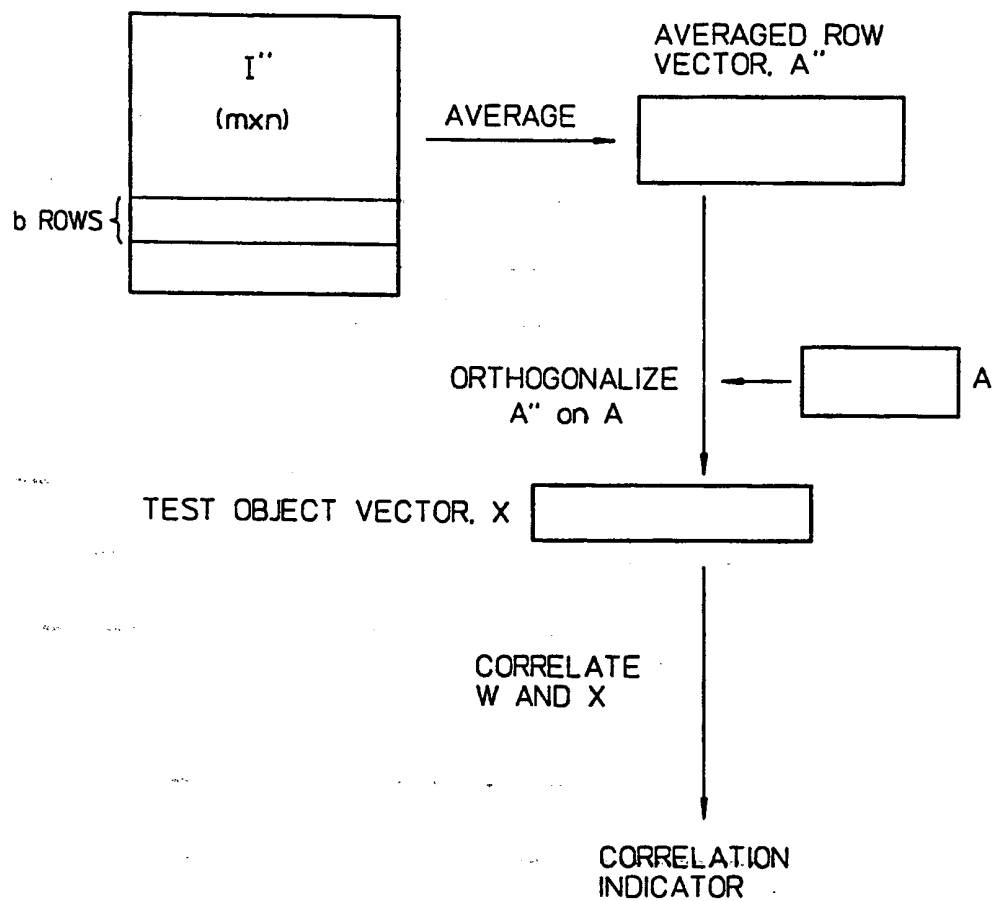 I''
(mxn)
b ROWS
AVERAGE
AVERAGED ROW
VECTOR, A''
ORTHOGONALIZE
A'' on A
A
TEST OBJECT VECTOR, X
CORRELATE
W AND X
CORRELATION
INDICATOR